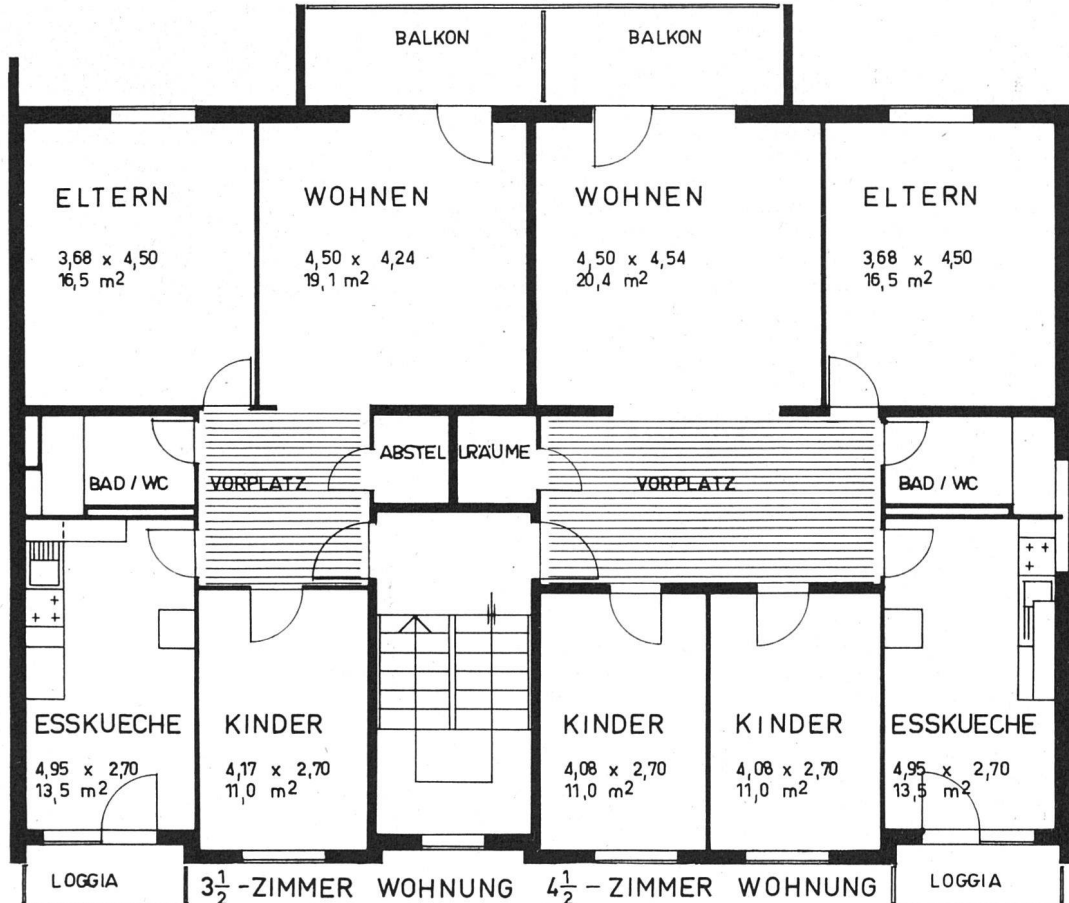 BALKON
BALKON
ELTERN
3,68 x 4,50
16,5 m²
WOHNEN
4,50 x 4,24
19,1 m²
WOHNEN
4,50 x 4,54
20,4 m²
ELTERN
3,68 x 4,50
16,5 m²
BAD / WC
VORPLATZ
ABSTELLRÄUME
VORPLATZ
BAD / WC
ESSKUECHE
4,95 x 2,70
13,5 m²
KINDER
4,17 x 2,70
11,0 m²
KINDER
4,08 x 2,70
11,0 m²
KINDER
4,08 x 2,70
11,0 m²
ESSKUECHE
4,95 x 2,70
13,5 m²
LOGGIA
3½-ZIMMER WOHNUNG
4½-ZIMMER WOHNUNG
LOGGIA